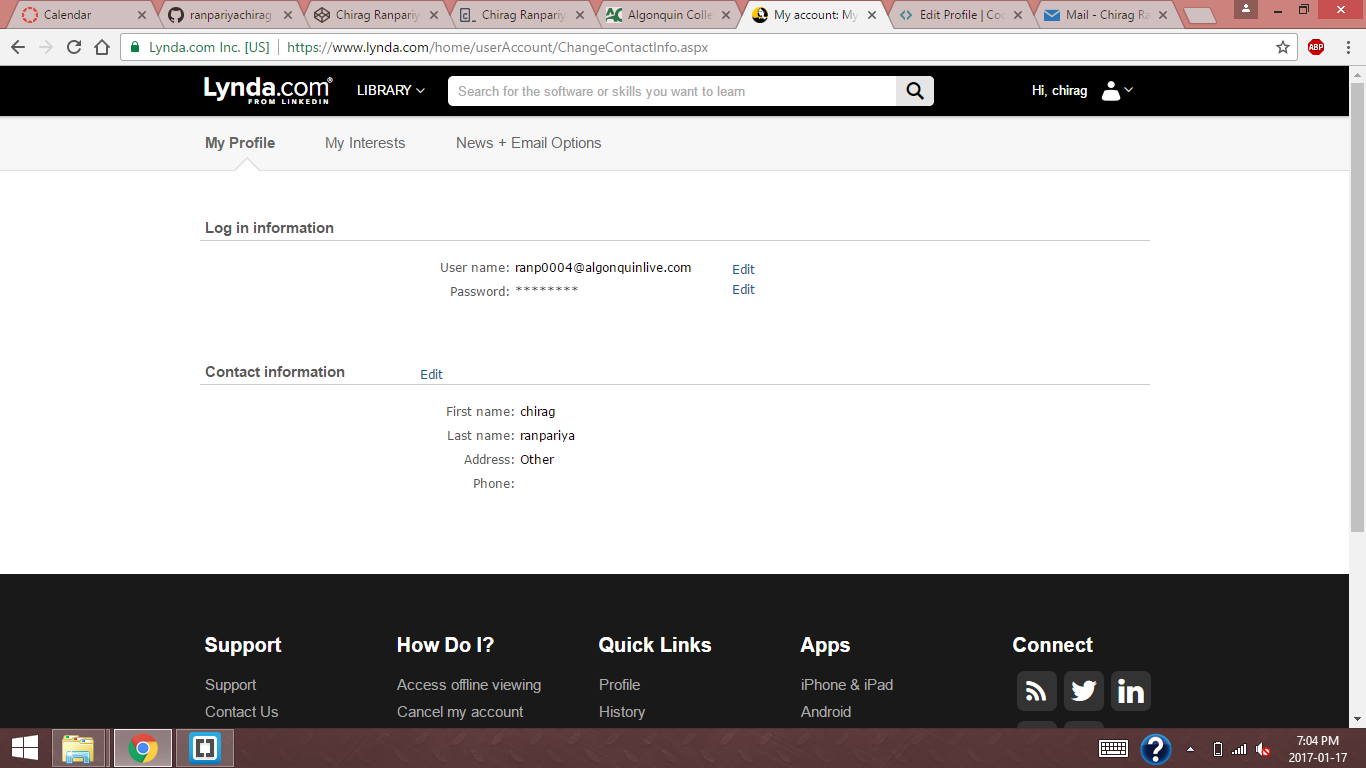 Calendar ranpariyachirag Chirag Ranpariy Chirag Ranpariy Algonquin Colle My account: My Edit Profile | Coc Mail - Chirag Ra
Lynda.com Inc. [US] https://www.lynda.com/home/userAccount/ChangeContactInfo.aspx ABP
Lynda.com® LIBRARY Search for the software or skills you want to learn Hi, chirag
FROM LINKEDIN
My Profile My Interests News + Email Options
Log in information
User name: ranp0004@algonquinlive.com Edit
Password: ******** Edit
Contact information Edit
First name: chirag
Last name: ranpariya
Address: Other
Phone:
Support How Do I? Quick Links Apps Connect
Support Access offline viewing Profile iPhone & iPad
Contact Us Cancel my account History Android
7:04 PM
2017-01-17